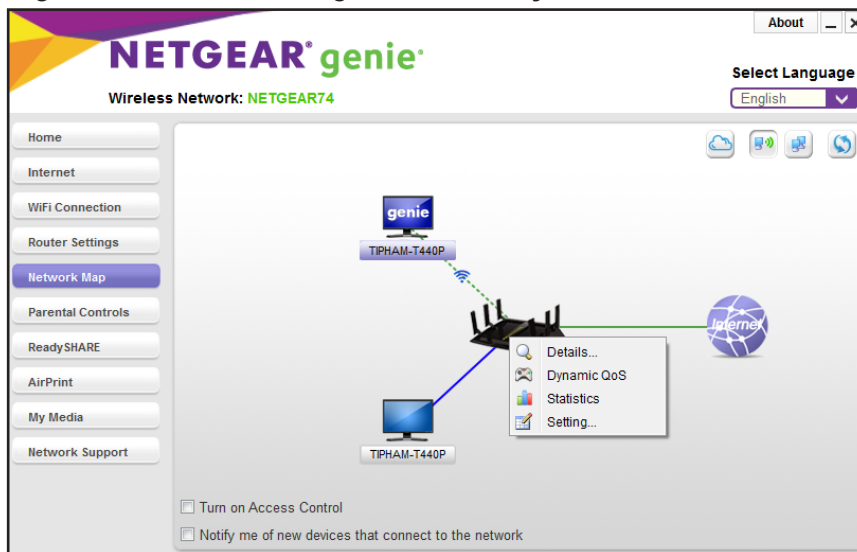 About
NETGEAR® genie®
Select Language
Wireless Network: NETGEAR74
English
Home
Internet
WiFi Connection
Router Settings
Network Map
Parental Controls
ReadySHARE
AirPrint
My Media
Network Support
genie
TIPHAM-T440P
Internet
Details...
Dynamic QoS
Statistics
Setting...
TIPHAM-T440P
Turn on Access Control
Notify me of new devices that connect to the network